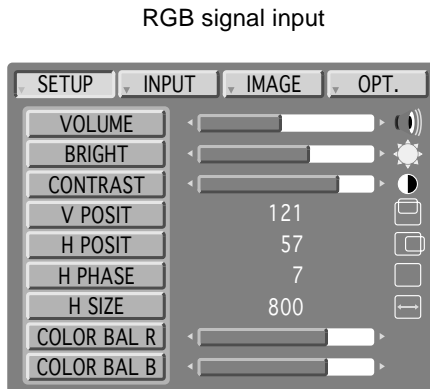 RGB signal input
SETUP INPUT IMAGE OPT.
VOLUME
BRIGHT
CONTRAST
V POSIT 121
H POSIT 57
H PHASE 7
H SIZE 800
COLOR BAL R
COLOR BAL B